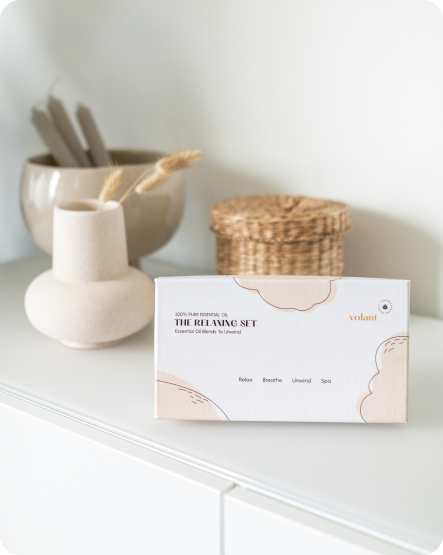 100% PURE ESSENTIAL OIL
THE RELAXING SET
Essential Oil Blends To Unwind
volant
Relax Breathe Unwind Spa